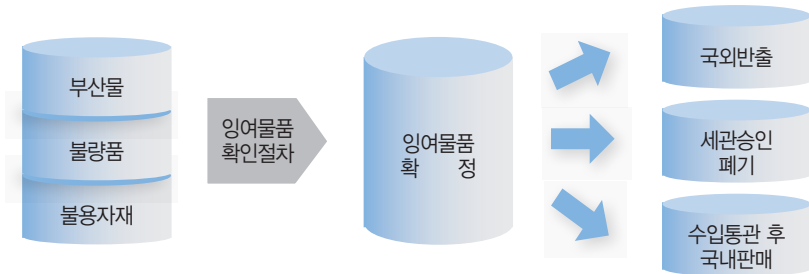 부산물
불량품
불용자재
잉여물품
확인절차
잉여물품
확 정
국외반출
세관승인
폐기
수입통관 후
국내판매